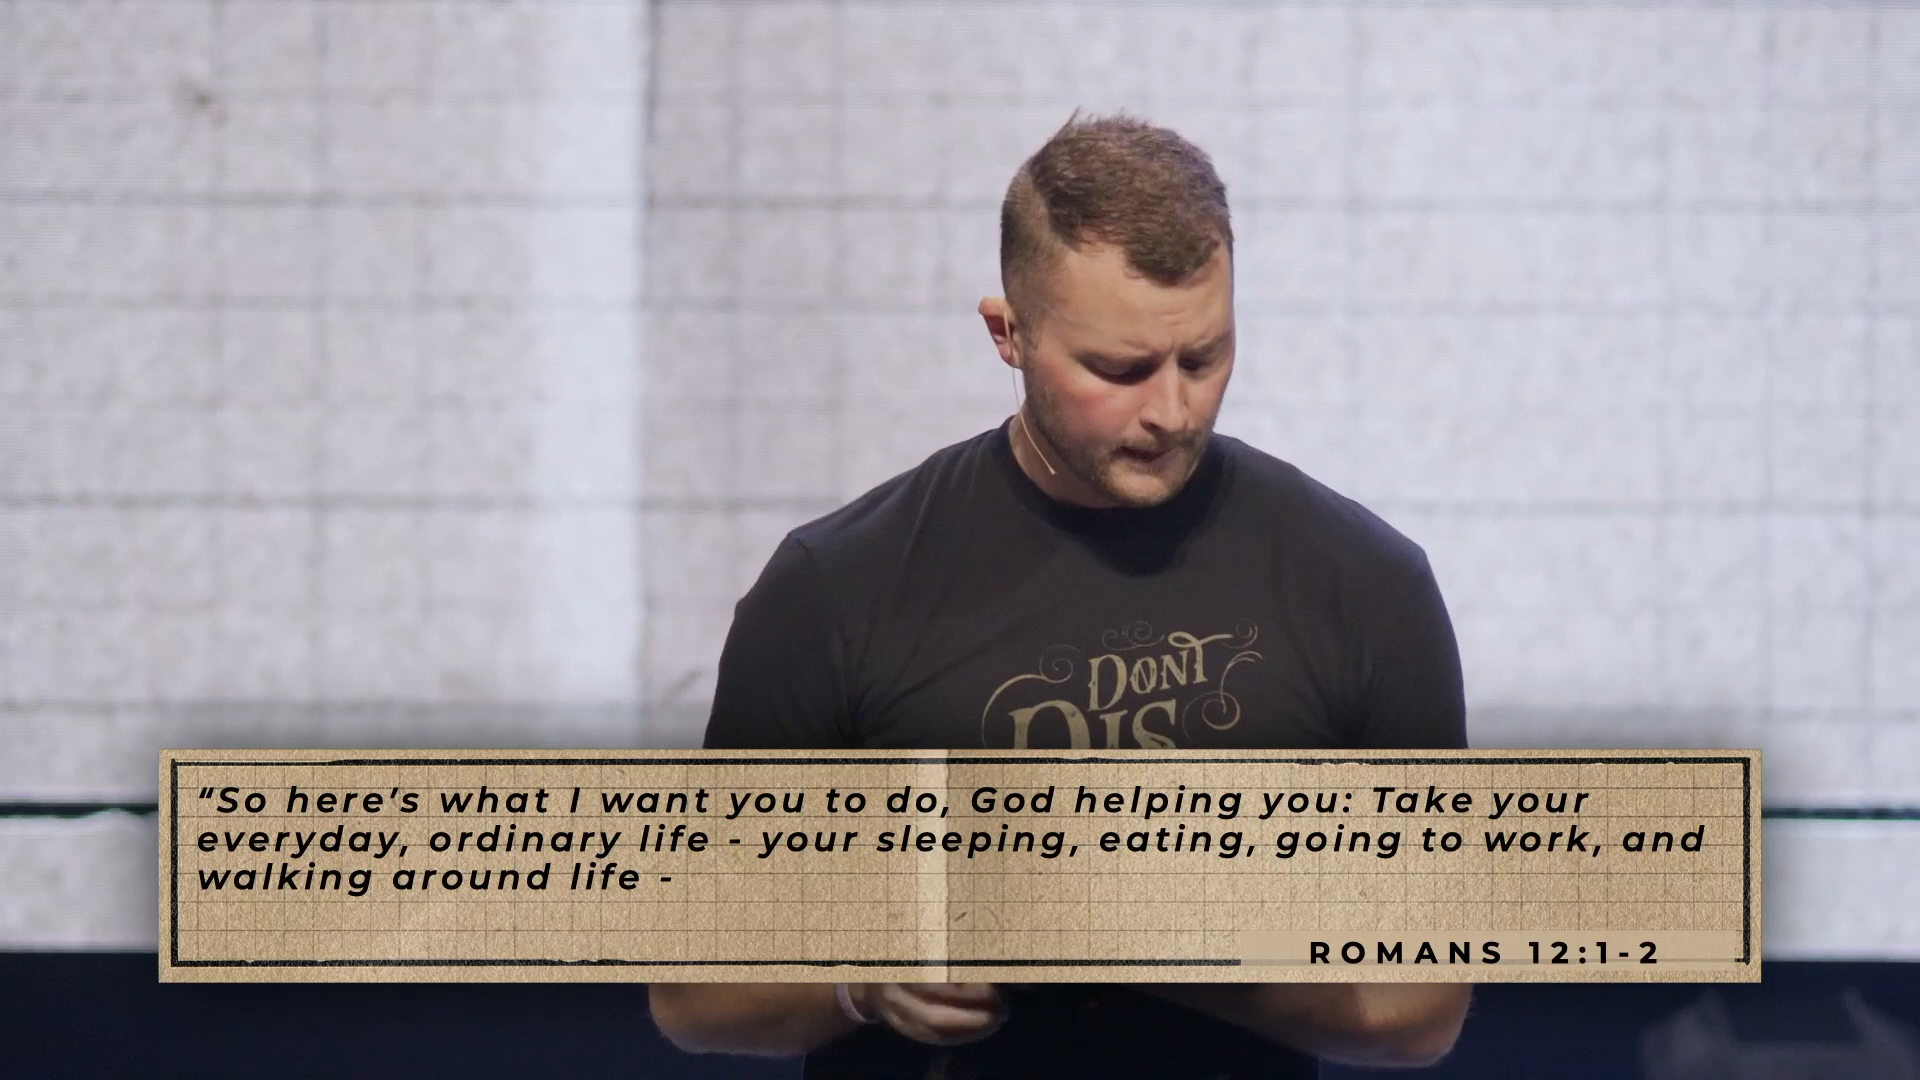 DONT
DIS
“So here’s what I want you to do, God helping you: Take your
everyday, ordinary life - your sleeping, eating, going to work, and
walking around life -
ROMANS 12:1-2